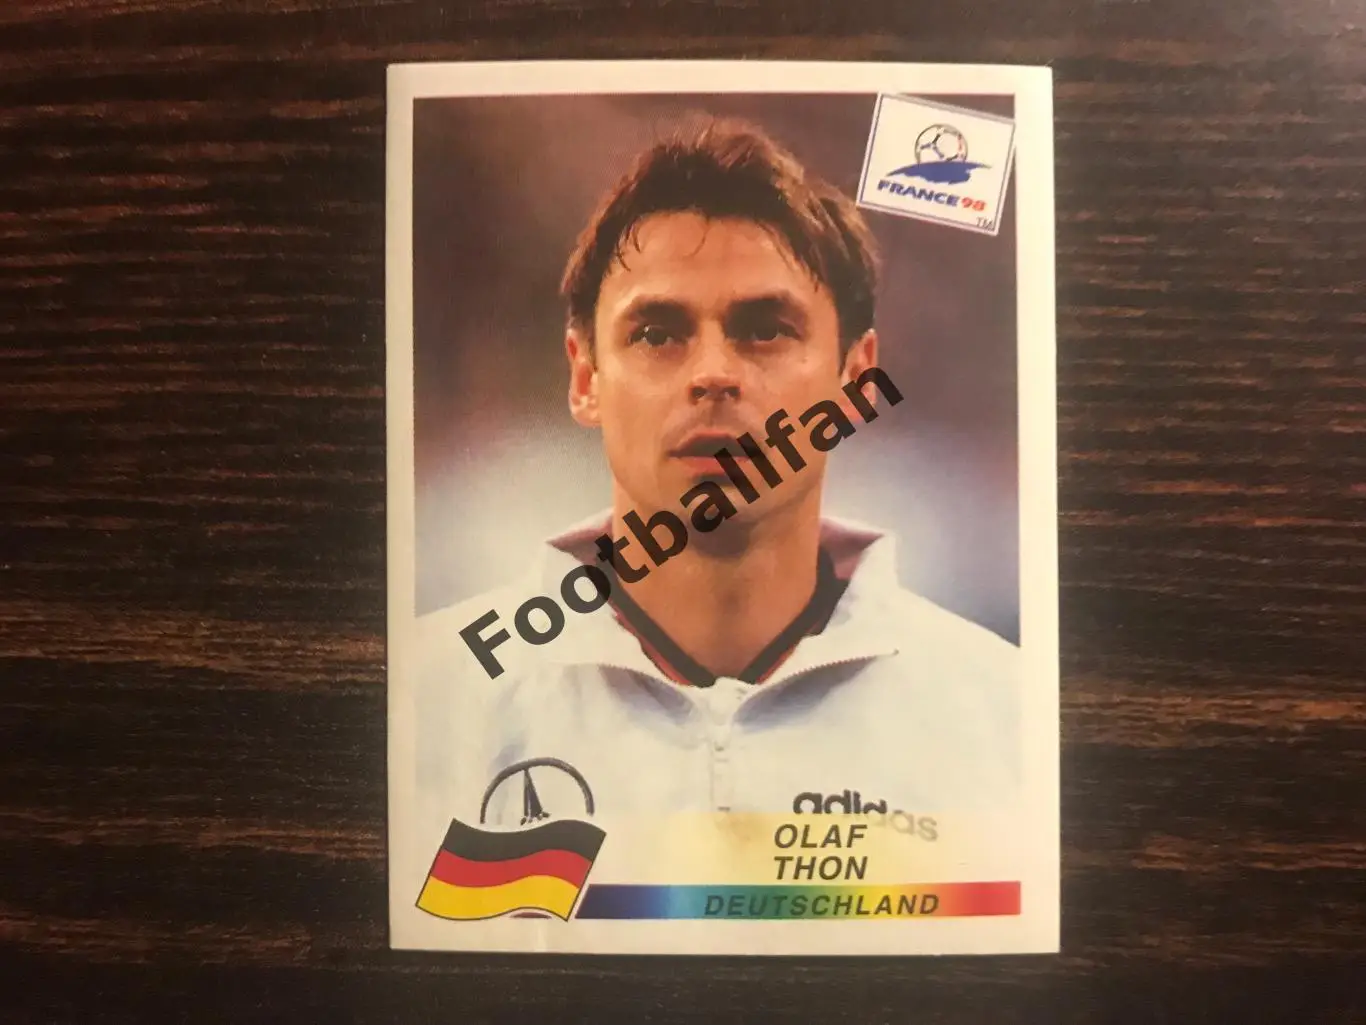 FRANCE 98
TM
Footballfan
adidas
OLAF
THON
DEUTSCHLAND